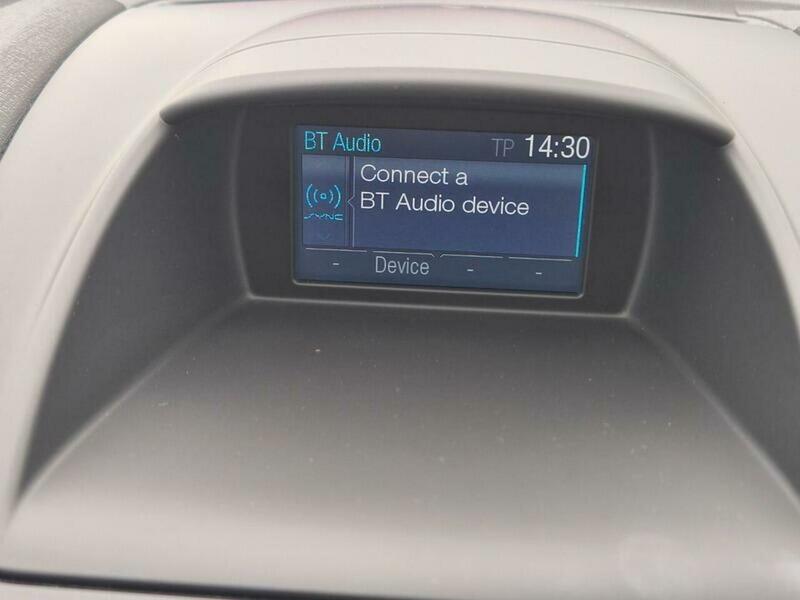 BT Audio TP 14:30
Connect a
BT Audio device
SYNC
- Device - -